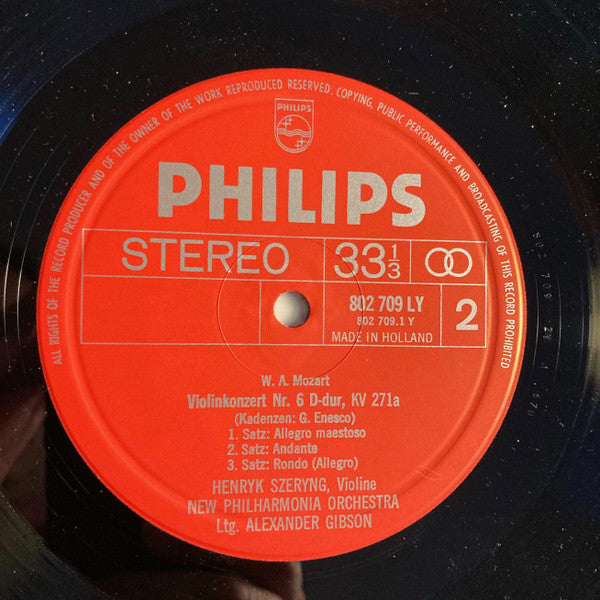 ALL RIGHTS OF THE RECORD PRODUCER AND OF THE OWNER OF THE WORK REPRODUCED RESERVED. COPYING, PUBLIC PERFORMANCE AND BROADCASTING OF THIS RECORD PROHIBITED
PHILIPS
PHILIPS
STEREO 33⅓
802 709 LY
802 709.1 Y
MADE IN HOLLAND
2
W. A. Mozart
Violinkonzert Nr. 6 D-dur, KV 271a
(Kadenzen: G. Enesco)
1. Satz: Allegro maestoso
2. Satz: Andante
3. Satz: Rondo (Allegro)
HENRYK SZERYNG, Violine
NEW PHILHARMONIA ORCHESTRA
Ltg. ALEXANDER GIBSON